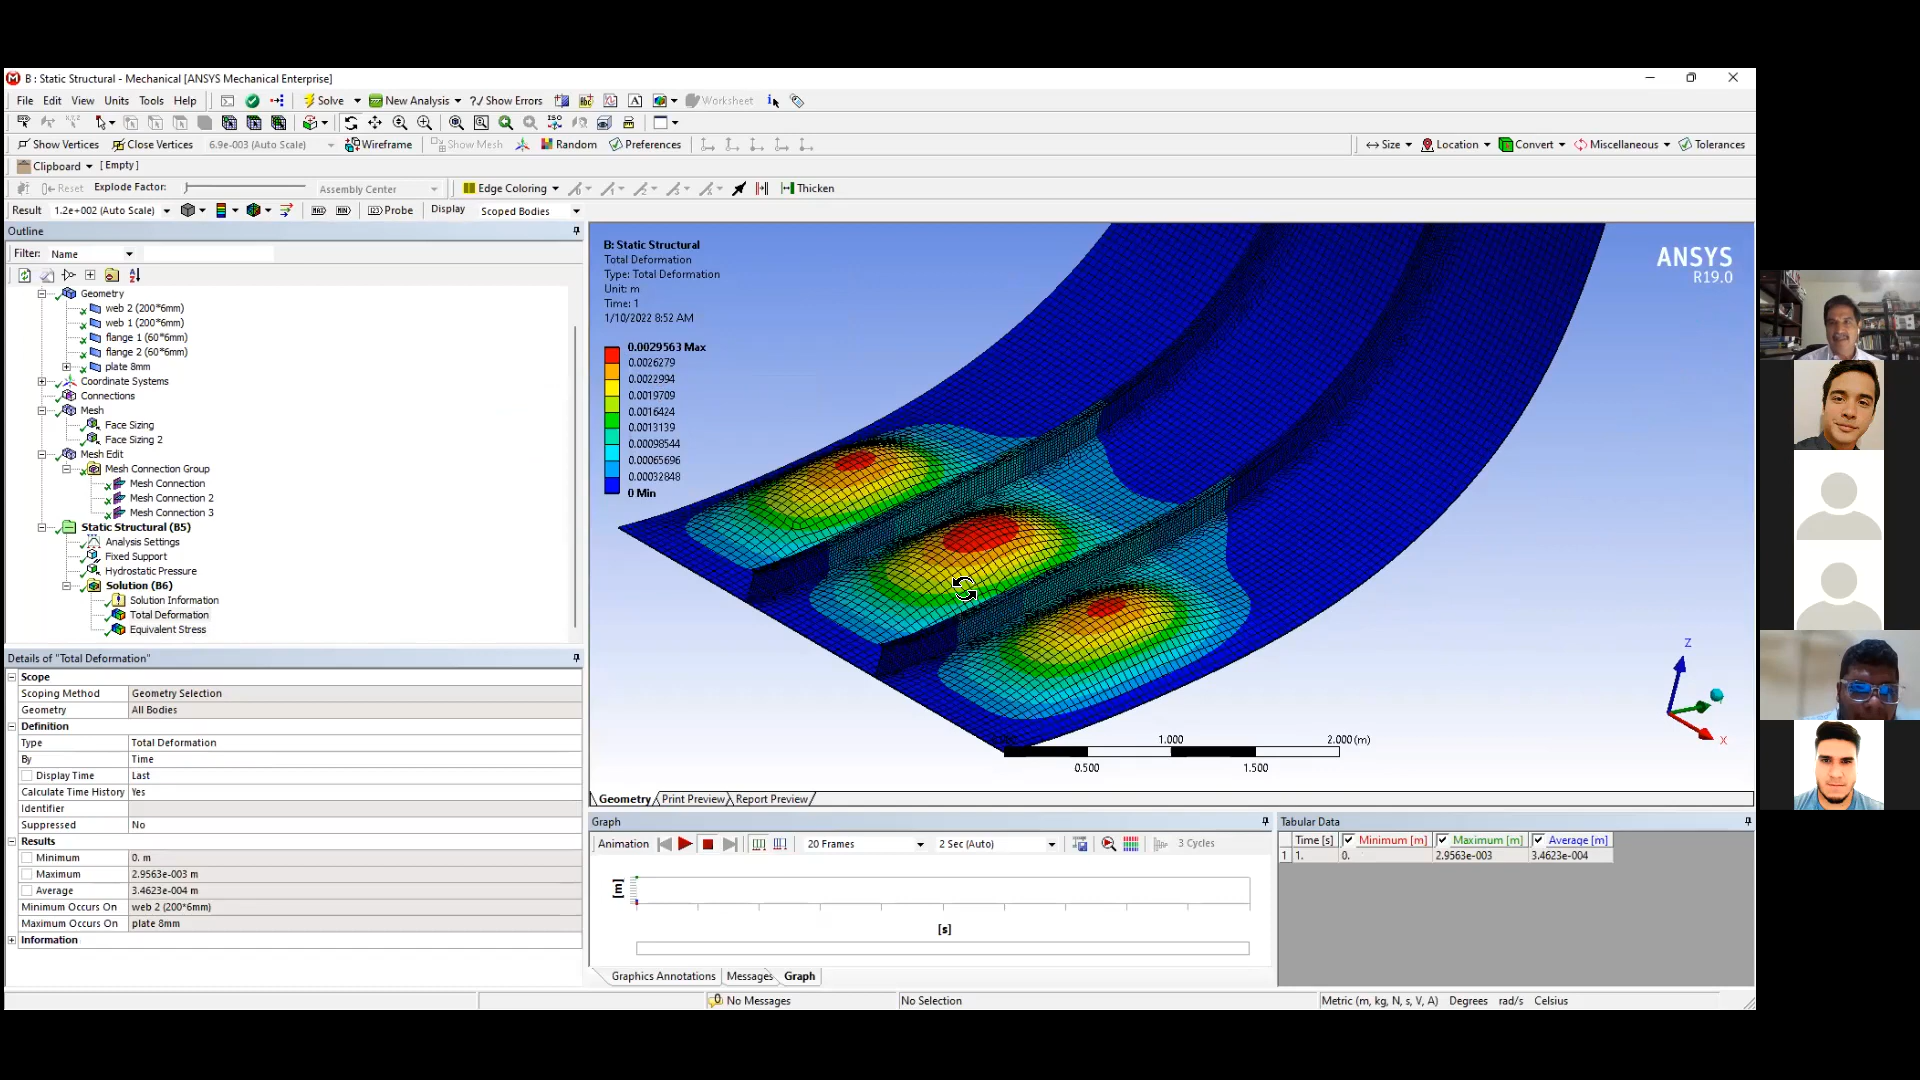 B : Static Structural - Mechanical [ANSYS Mechanical Enterprise]
File Edit View Units Tools Help Solve New Analysis ?/ Show Errors Worksheet
Show Vertices Close Vertices 6.9e-003 (Auto Scale) Wireframe Show Mesh Random Preferences Size Location Convert Miscellaneous Tolerances
Clipboard [ Empty ]
Reset Explode Factor: Assembly Center Edge Coloring Thicken
Result 1.2e+002 (Auto Scale) MAX MIN Probe Display Scoped Bodies
Outline
Filter: Name
Geometry
web 2 (200*6mm)
web 1 (200*6mm)
flange 1 (60*6mm)
flange 2 (60*6mm)
plate 8mm
Coordinate Systems
Connections
Mesh
Face Sizing
Face Sizing 2
Mesh Edit
Mesh Connection Group
Mesh Connection
Mesh Connection 2
Mesh Connection 3
Static Structural (B5)
Analysis Settings
Fixed Support
Hydrostatic Pressure
Solution (B6)
Solution Information
Total Deformation
Equivalent Stress
Details of "Total Deformation"
Scope
Scoping Method Geometry Selection
Geometry All Bodies
Definition
Type Total Deformation
By Time
Display Time Last
Calculate Time History Yes
Identifier
Suppressed No
Results
Minimum 0. m
Maximum 2.9563e-003 m
Average 3.4623e-004 m
Minimum Occurs On web 2 (200*6mm)
Maximum Occurs On plate 8mm
Information
B: Static Structural
Total Deformation
Type: Total Deformation
Unit: m
Time: 1
1/10/2022 8:52 AM
0.0029563 Max
0.0026279
0.0022994
0.0019709
0.0016424
0.0013139
0.00098544
0.00065696
0.00032848
0 Min
ANSYS
R19.0
Z
X
1.000 2.000 (m)
0.500 1.500
Geometry Print Preview Report Preview
Graph
Animation 20 Frames 2 Sec (Auto) 3 Cycles
[m]
[s]
Graphics Annotations Messages Graph
Tabular Data
Time [s] Minimum [m] Maximum [m] Average [m]
1 1. 0. 2.9563e-003 3.4623e-004
No Messages No Selection Metric (m, kg, N, s, V, A) Degrees rad/s Celsius